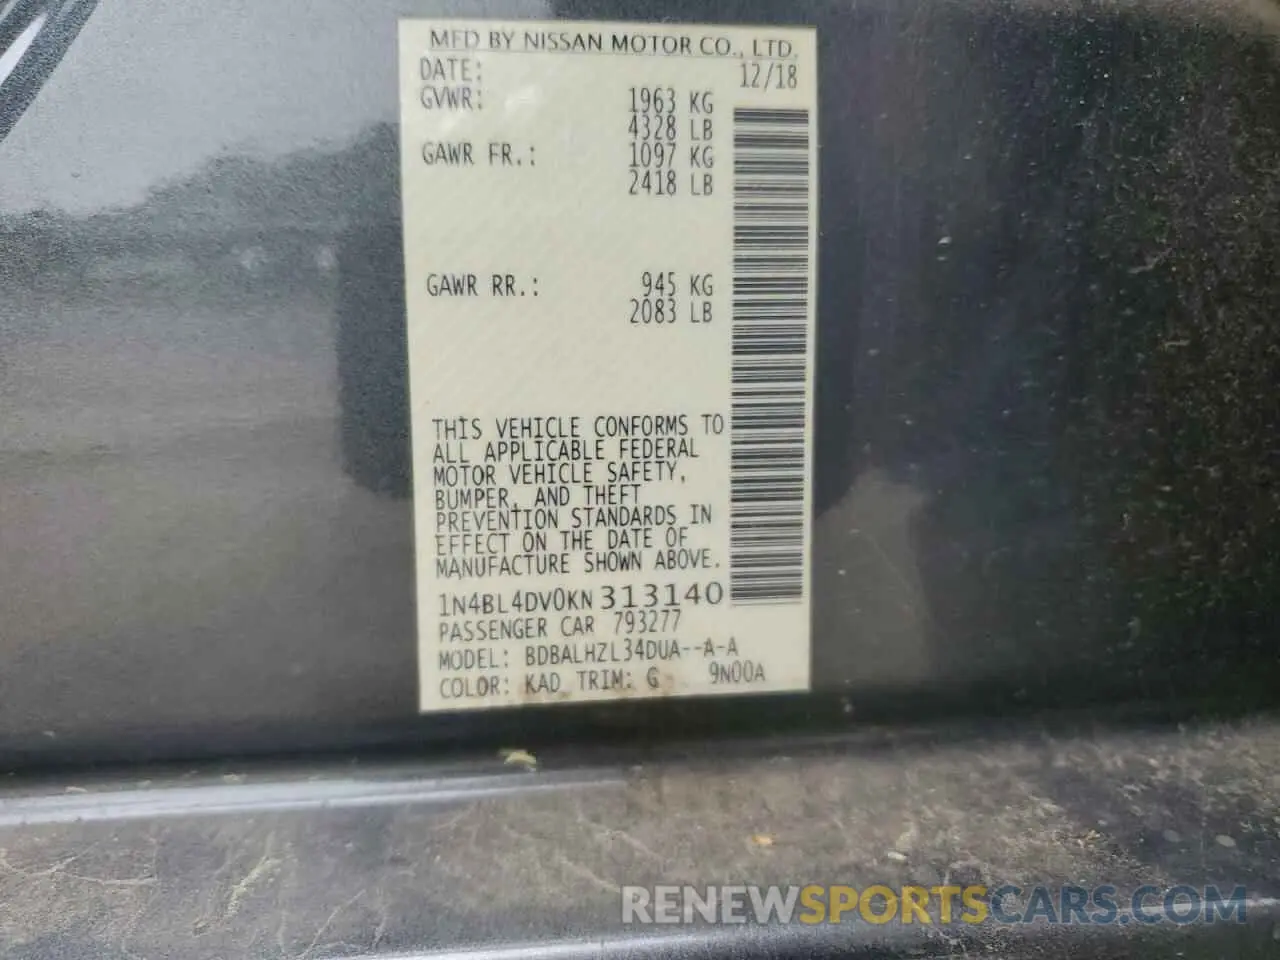 MFD BY NISSAN MOTOR CO., LTD.
DATE: 12/18
GVWR: 1963 KG
4328 LB
GAWR FR.: 1097 KG
2418 LB
GAWR RR.: 945 KG
2083 LB
THIS VEHICLE CONFORMS TO
ALL APPLICABLE FEDERAL
MOTOR VEHICLE SAFETY,
BUMPER, AND THEFT
PREVENTION STANDARDS IN
EFFECT ON THE DATE OF
MANUFACTURE SHOWN ABOVE.
1N4BL4DV0KN313140
PASSENGER CAR 793277
MODEL: BDBALHZL34DUA--A-A
COLOR: KAD TRIM: G 9N00A
RENEWSPORTSCARS.COM